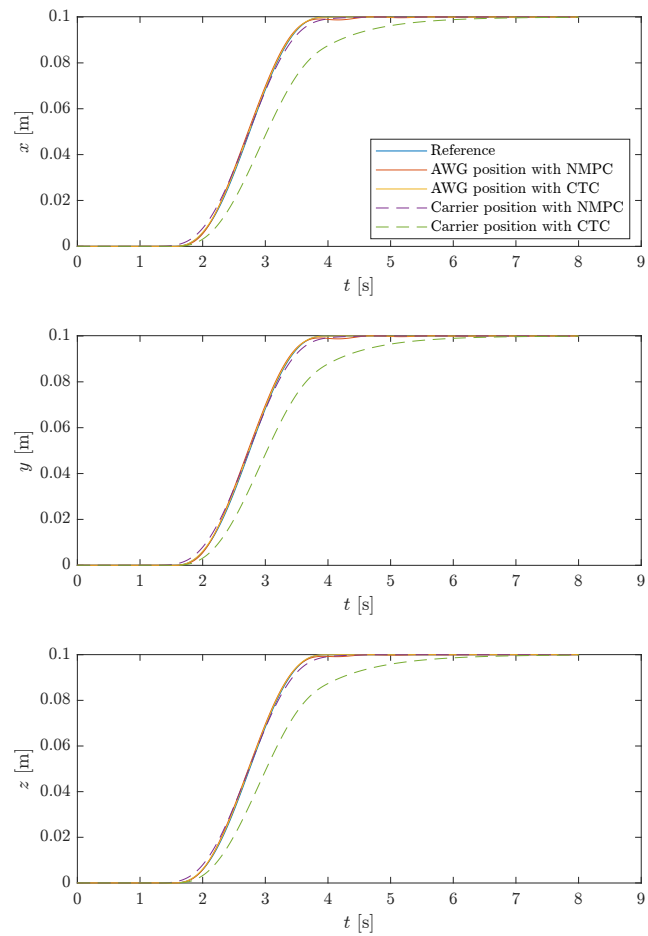 0.1
0.08
0.06
0.04
0.02
0
x [m]
Reference
AWG position with NMPC
AWG position with CTC
Carrier position with NMPC
Carrier position with CTC
0 1 2 3 4 5 6 7 8 9
t [s]
0.1
0.08
0.06
0.04
0.02
0
y [m]
0 1 2 3 4 5 6 7 8 9
t [s]
0.1
0.08
0.06
0.04
0.02
0
z [m]
0 1 2 3 4 5 6 7 8 9
t [s]